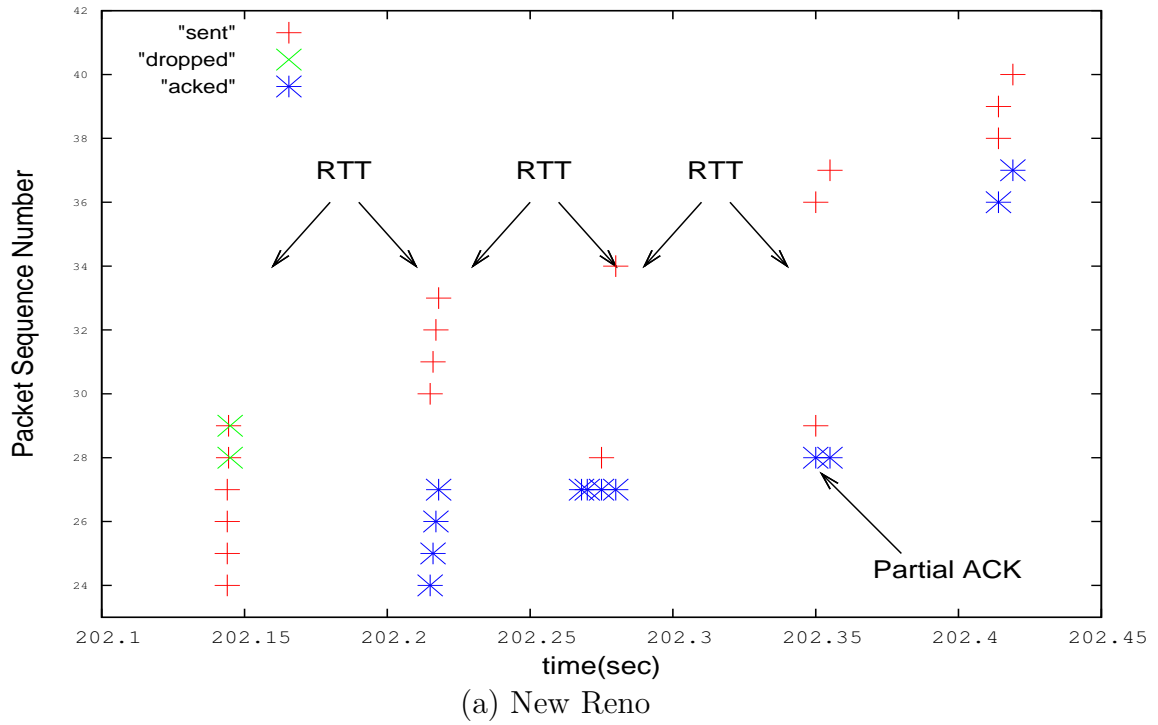 42
40
38
36
34
32
30
28
26
24
Packet Sequence Number
"sent"
"dropped"
"acked"
RTT RTT RTT
Partial ACK
202.1 202.15 202.2 202.25 202.3 202.35 202.4 202.45
time(sec)
(a) New Reno